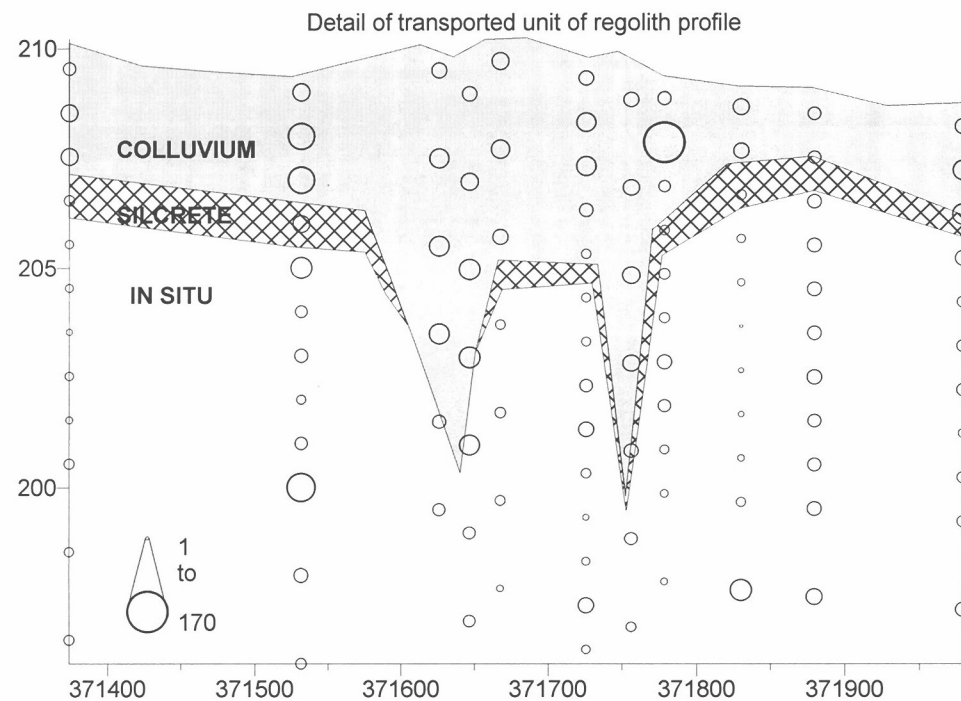 Detail of transported unit of regolith profile
210
COLLUVIUM
SILCRETE
205
IN SITU
200
1
to
170
371400 371500 371600 371700 371800 371900